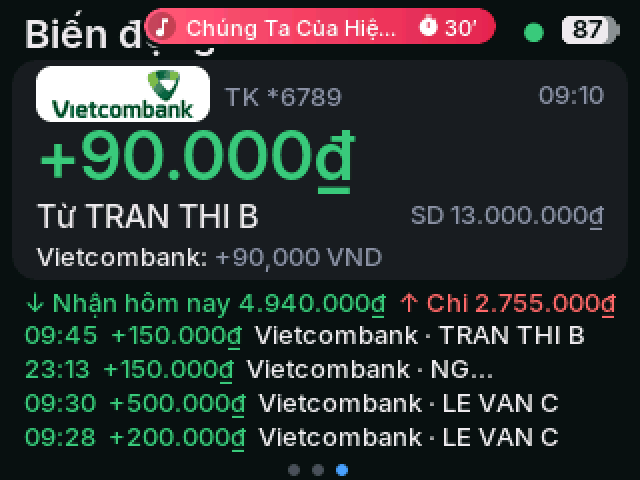 Biến động
Chúng Ta Của Hiệ... 30′
87
Vietcombank TK *6789 09:10
+90.000₫
Từ TRAN THI B SD 13.000.000₫
Vietcombank: +90,000 VND
↓ Nhận hôm nay 4.940.000₫ ↑ Chi 2.755.000₫
09:45 +150.000₫ Vietcombank · TRAN THI B
23:13 +150.000₫ Vietcombank · NG...
09:30 +500.000₫ Vietcombank · LE VAN C
09:28 +200.000₫ Vietcombank · LE VAN C